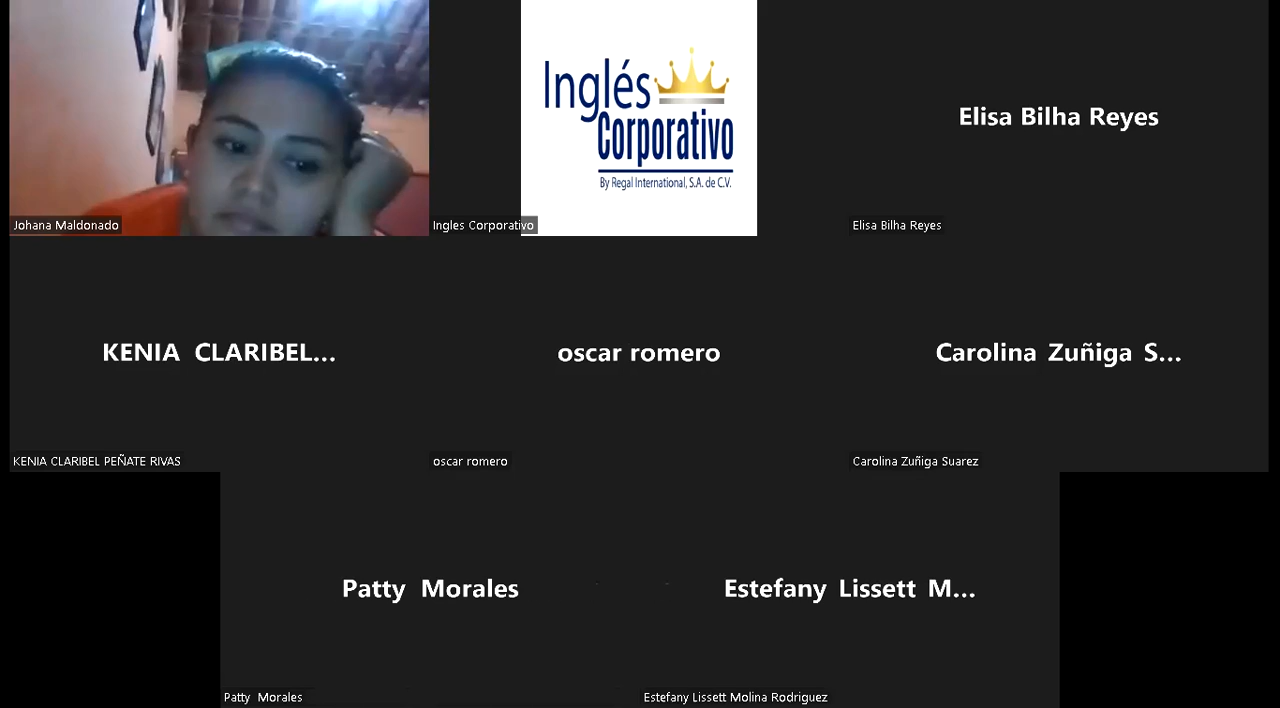 Inglés
Corporativo
By Regal International, S.A. de C.V.
Elisa Bilha Reyes
Johana Maldonado
Ingles Corporativo
Elisa Bilha Reyes
KENIA CLARIBEL...
oscar romero
Carolina Zuñiga S...
KENIA CLARIBEL PEÑATE RIVAS
oscar romero
Carolina Zuñiga Suarez
Patty Morales
Estefany Lissett M...
Patty Morales
Estefany Lissett Molina Rodriguez